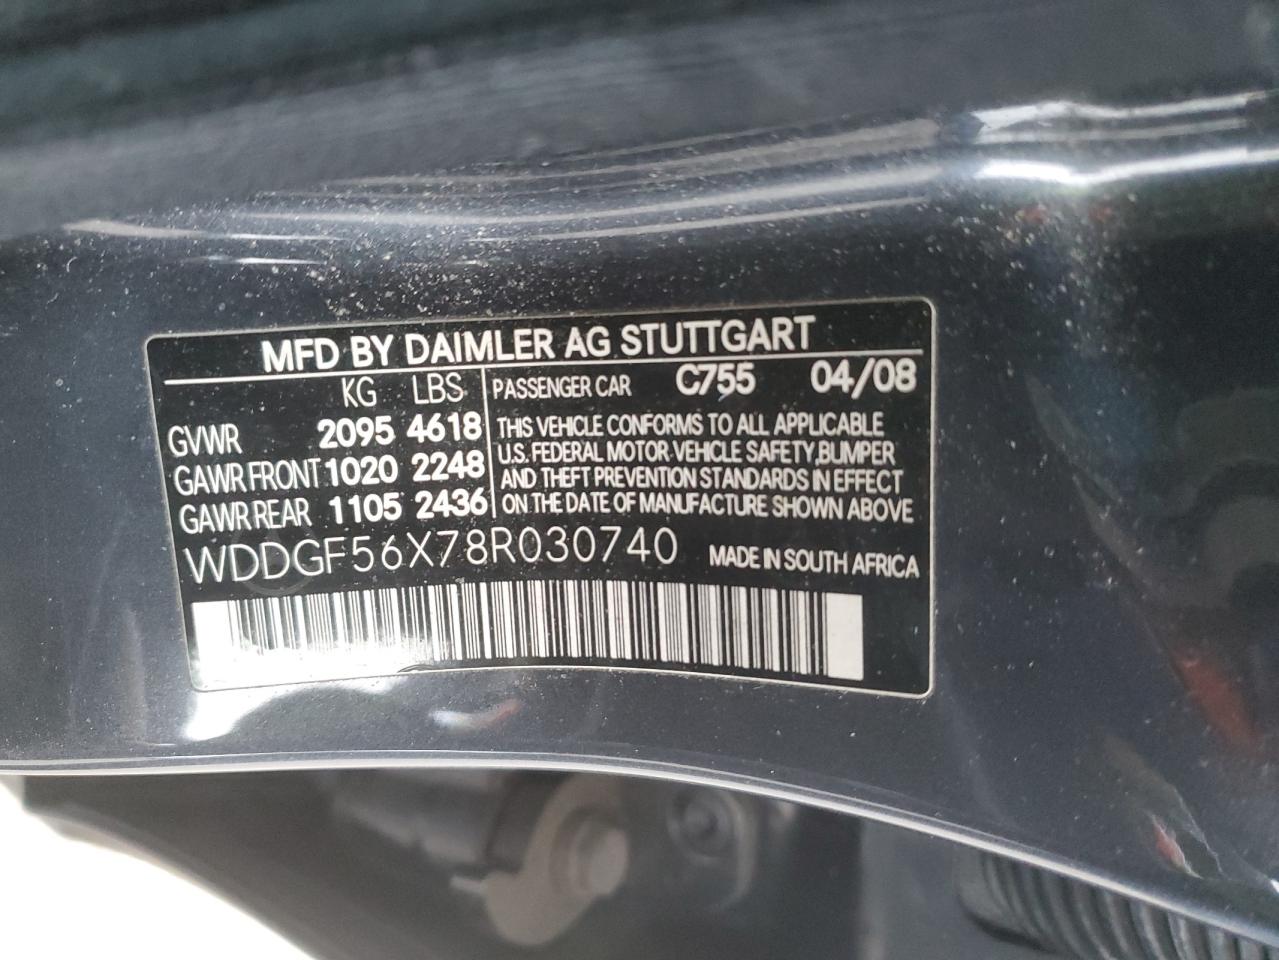 MFD BY DAIMLER AG STUTTGART
KG LBS PASSENGER CAR C755 04/08
GVWR 2095 4618
GAWR FRONT 1020 2248
GAWR REAR 1105 2436
THIS VEHICLE CONFORMS TO ALL APPLICABLE
U.S. FEDERAL MOTOR VEHICLE SAFETY, BUMPER
AND THEFT PREVENTION STANDARDS IN EFFECT
ON THE DATE OF MANUFACTURE SHOWN ABOVE
WDDGF56X78R030740 MADE IN SOUTH AFRICA